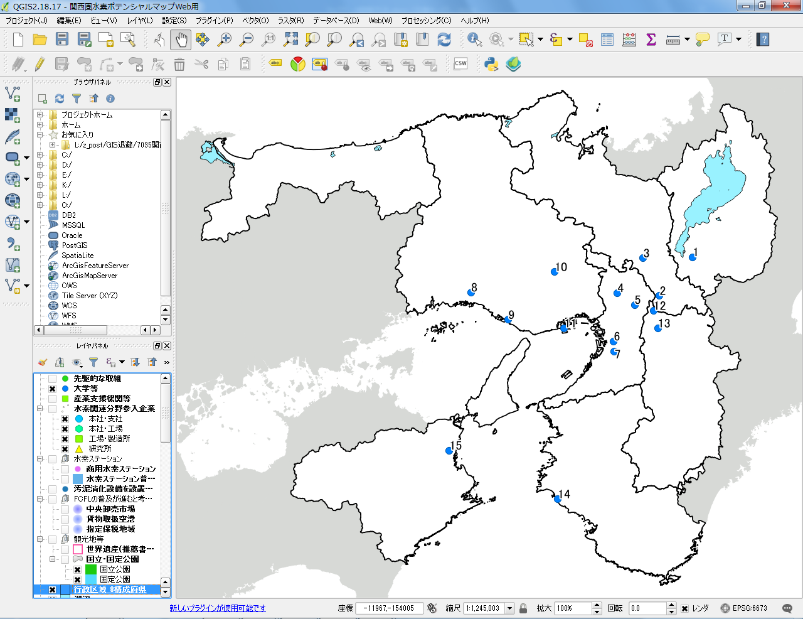 QGIS2.18.17 - 関西圏水素ポテンシャルマップWeb用
プロジェクト(J) 編集(E) ビュー(V) レイヤ(L) 設定(S) プラグイン(P) ベクタ(O) ラスタ(R) データベース(D) Web(W) プロセッシング(C) ヘルプ(H)
CSW
ブラウザパネル
プロジェクトホーム
ホーム
お気に入り
C:/
D:/
E:/
K:/
L:/
O:/
DB2
MSSQL
Oracle
PostGIS
SpatiaLite
ArcGisFeatureServer
ArcGisMapServer
OWS
Tile Server (XYZ)
WCS
WFS
レイヤパネル
先駆的な取組
大学等
産業支援機関等
水素関連分野参入企業
本社・支社
本社・工場
工場・製造所
研究所
水素ステーション
商用水素ステーション
水素ステーション普…
汚泥消化設備を設置…
FCFLの普及が進むと考…
中央卸売市場
貨物取扱空港
指定保税地域
観光地等
世界遺産(推薦書…
国立・国定公園
国立公園
国定公園
行政区域_8構成府県
1
2
3
4
5
6
7
8
9
10
11
12
13
14
15
新しいプラグインが使用可能です
座標 -11967,-154005 縮尺 1:1,245,003 拡大 100% 回転 0.0 レンダ EPSG:6673